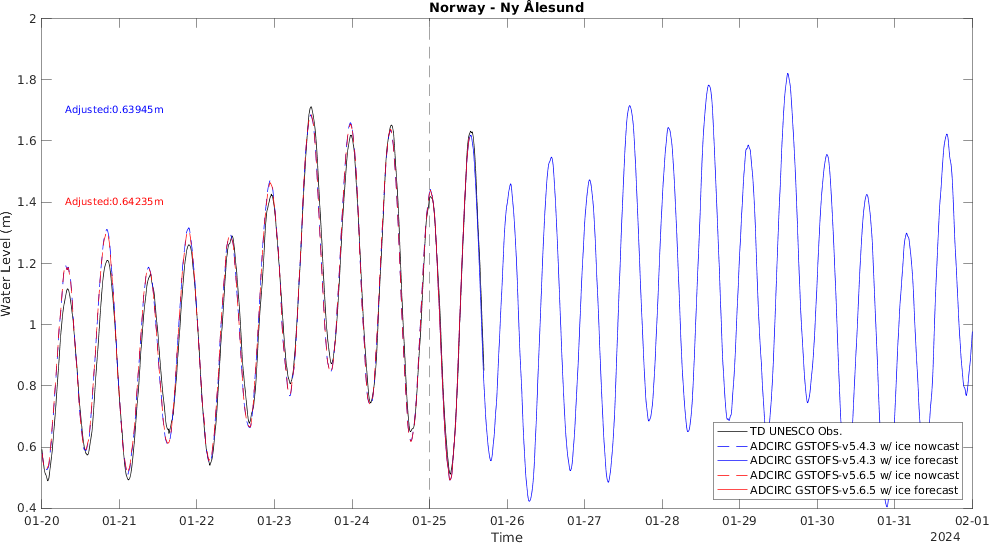 Norway - Ny Ålesund
2
1.8
1.6
1.4
1.2
1
0.8
0.6
0.4
Water Level (m)
Adjusted:0.63945m
Adjusted:0.64235m
TD UNESCO Obs.
ADCIRC GSTOFS-v5.4.3 w/ ice nowcast
ADCIRC GSTOFS-v5.4.3 w/ ice forecast
ADCIRC GSTOFS-v5.6.5 w/ ice nowcast
ADCIRC GSTOFS-v5.6.5 w/ ice forecast
01-20 01-21 01-22 01-23 01-24 01-25 01-26 01-27 01-28 01-29 01-30 01-31 02-01
Time
2024